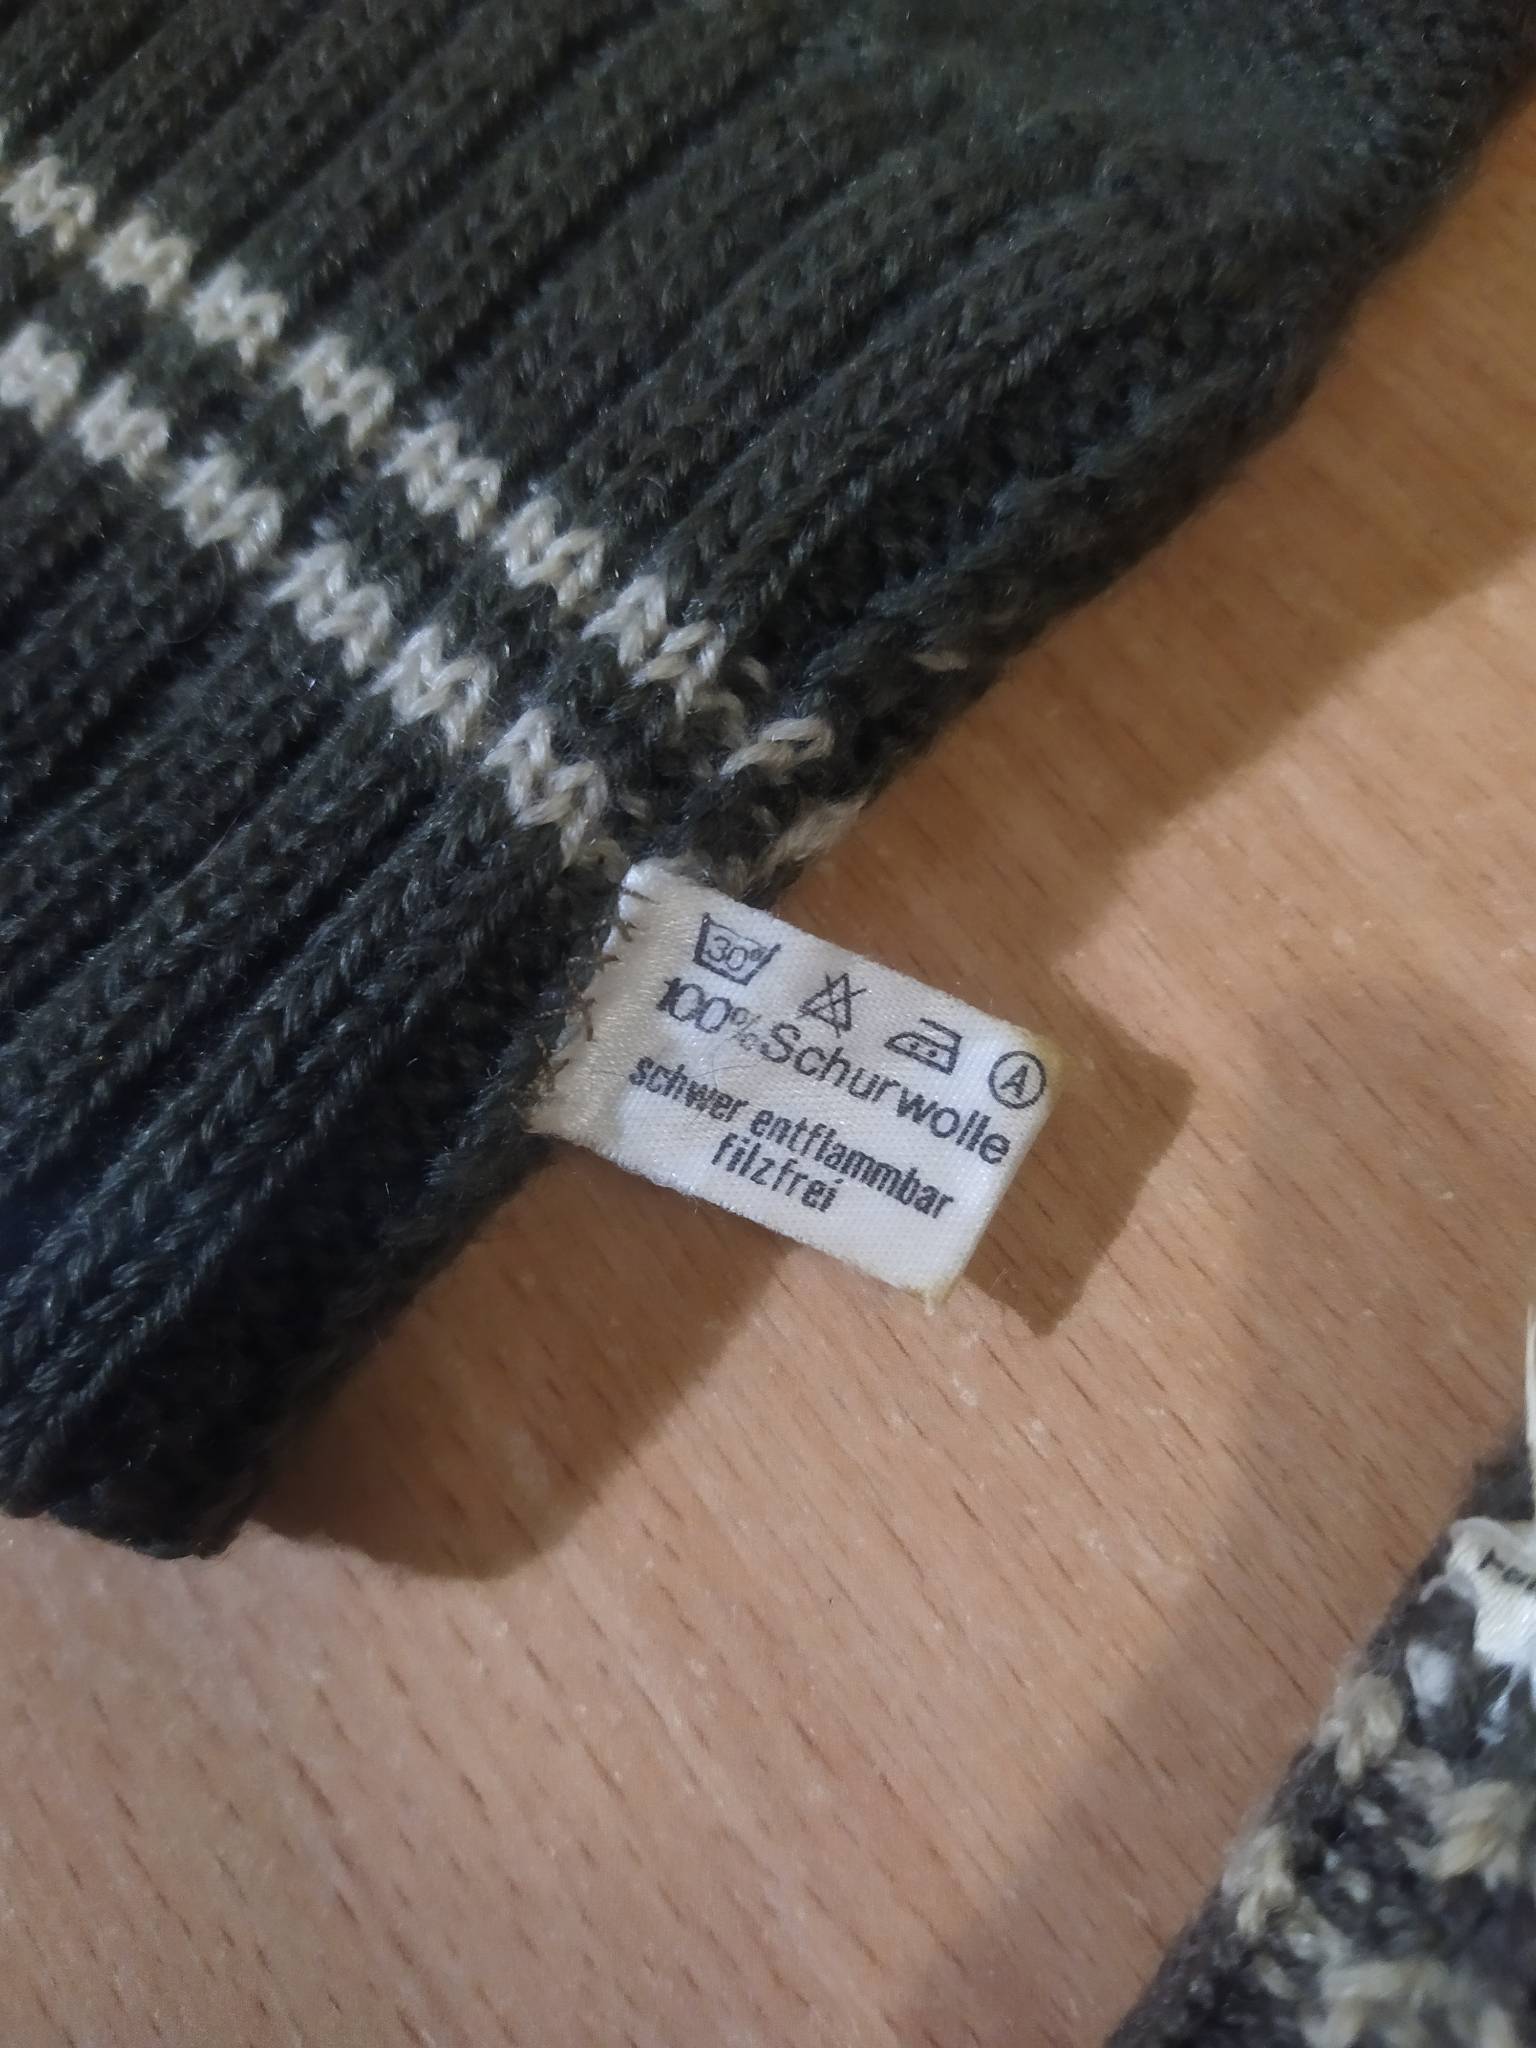 30°
A
100% Schurwolle
schwer entflammbar
filzfrei